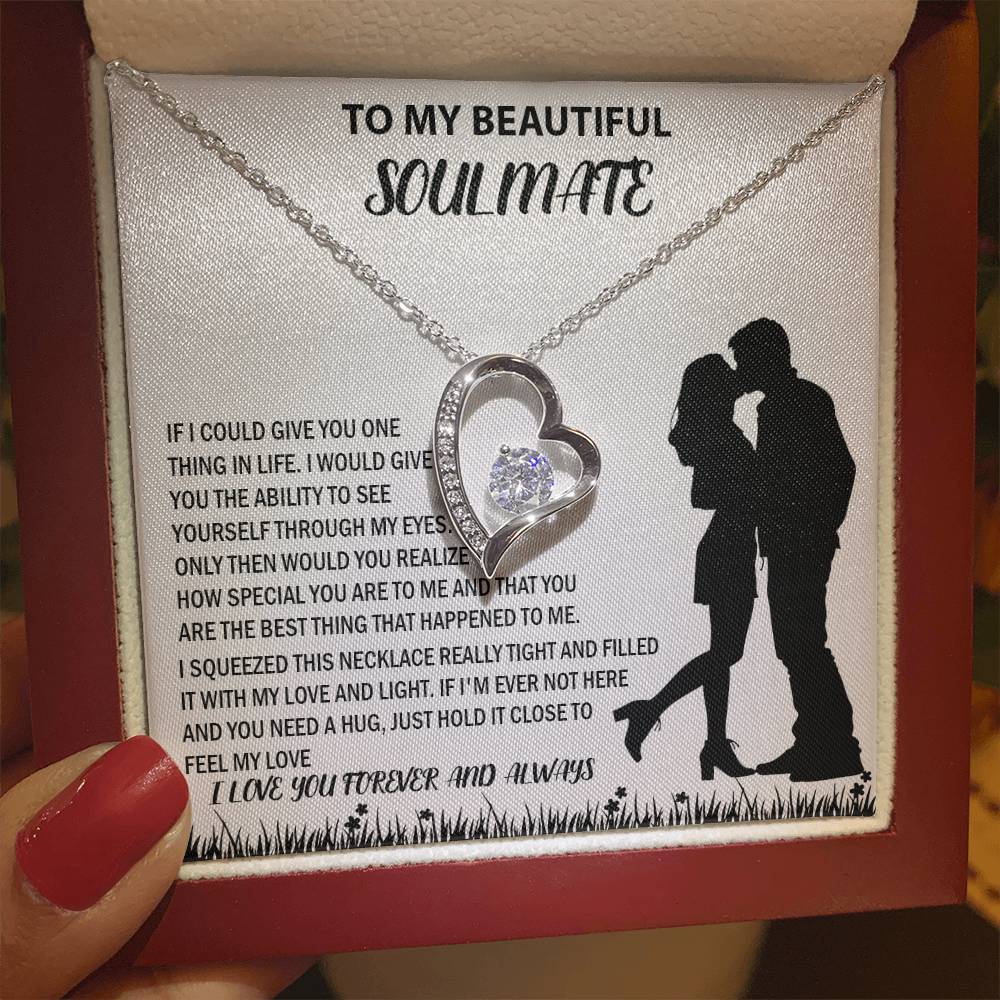 TO MY BEAUTIFUL
SOULMATE
IF I COULD GIVE YOU ONE
THING IN LIFE. I WOULD GIVE
YOU THE ABILITY TO SEE
YOURSELF THROUGH MY EYES.
ONLY THEN WOULD YOU REALIZE
HOW SPECIAL YOU ARE TO ME AND THAT YOU
ARE THE BEST THING THAT HAPPENED TO ME.
I SQUEEZED THIS NECKLACE REALLY TIGHT AND FILLED
IT WITH MY LOVE AND LIGHT. IF I'M EVER NOT HERE
AND YOU NEED A HUG, JUST HOLD IT CLOSE TO
FEEL MY LOVE
I LOVE YOU FOREVER AND ALWAYS